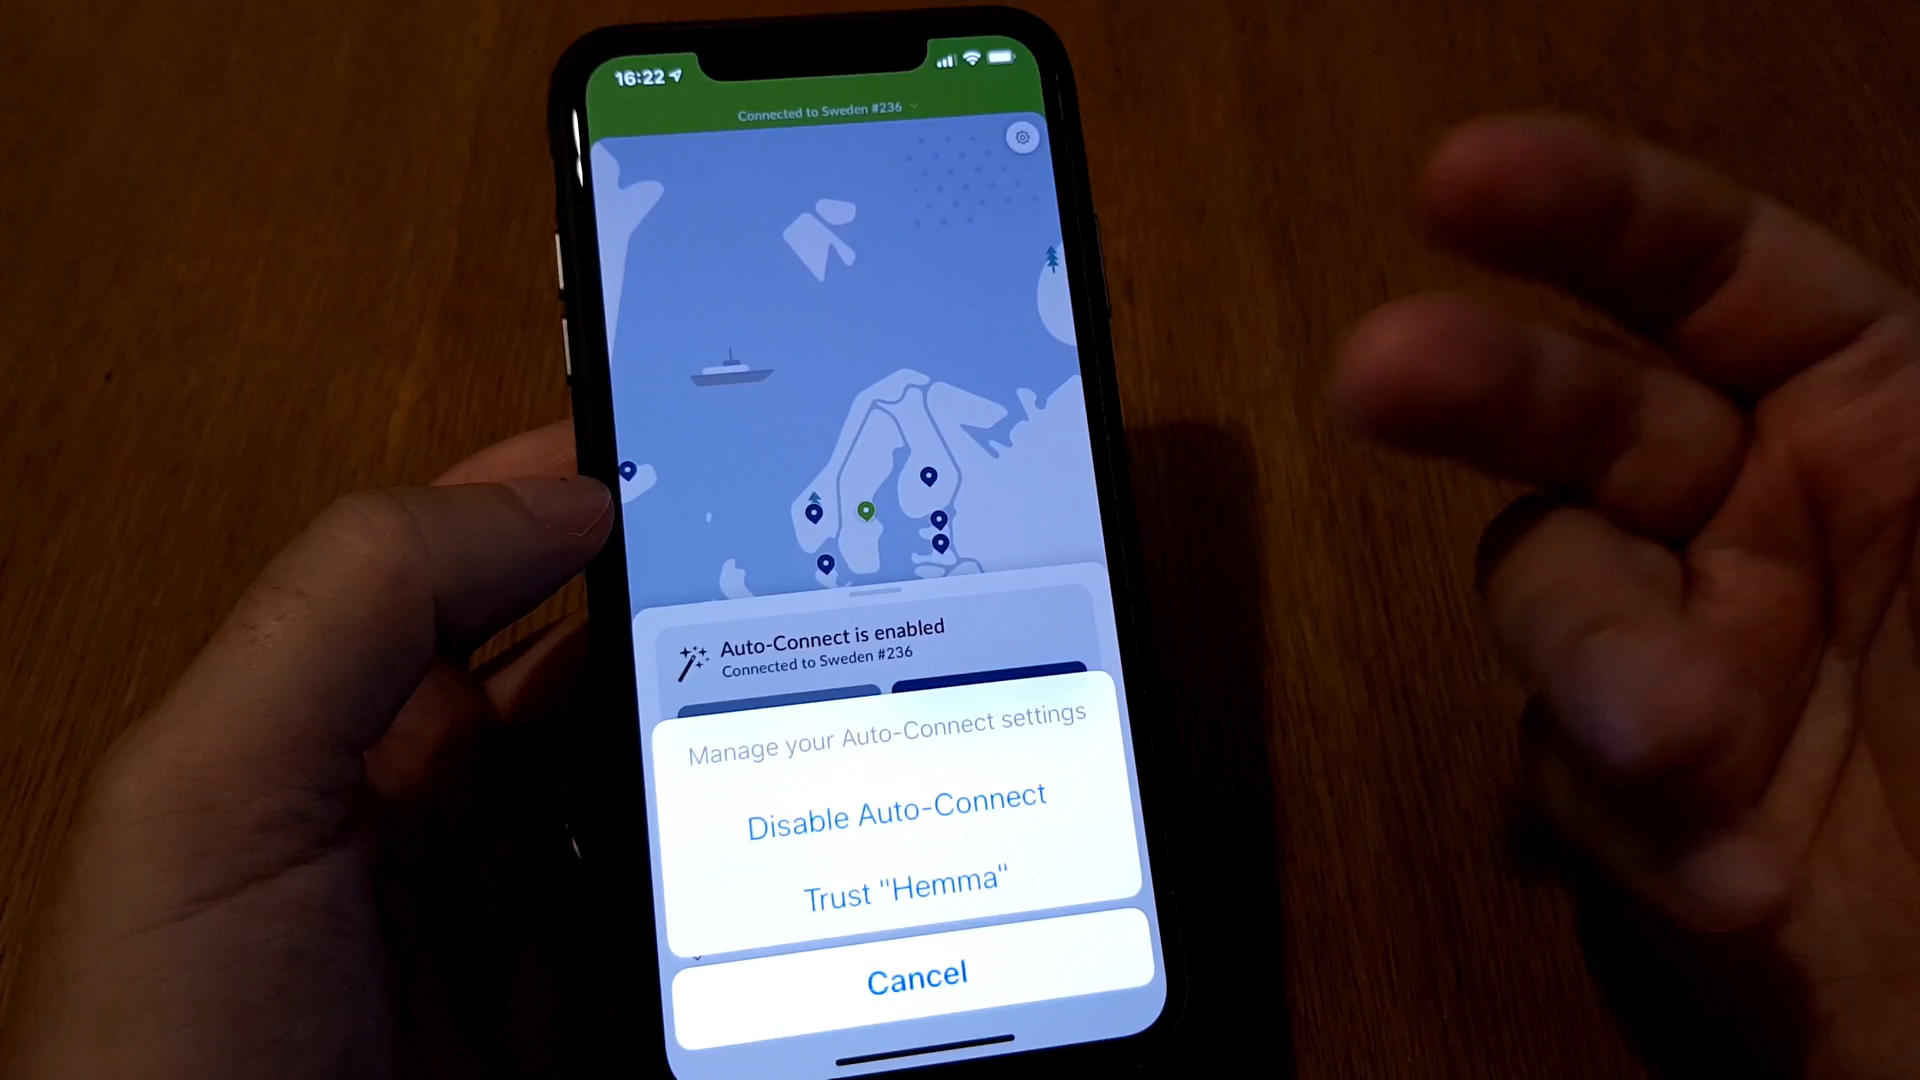 16:22
Connected to Sweden #236
Auto-Connect is enabled
Connected to Sweden #236
Manage your Auto-Connect settings
Disable Auto-Connect
Trust "Hemma"
Cancel